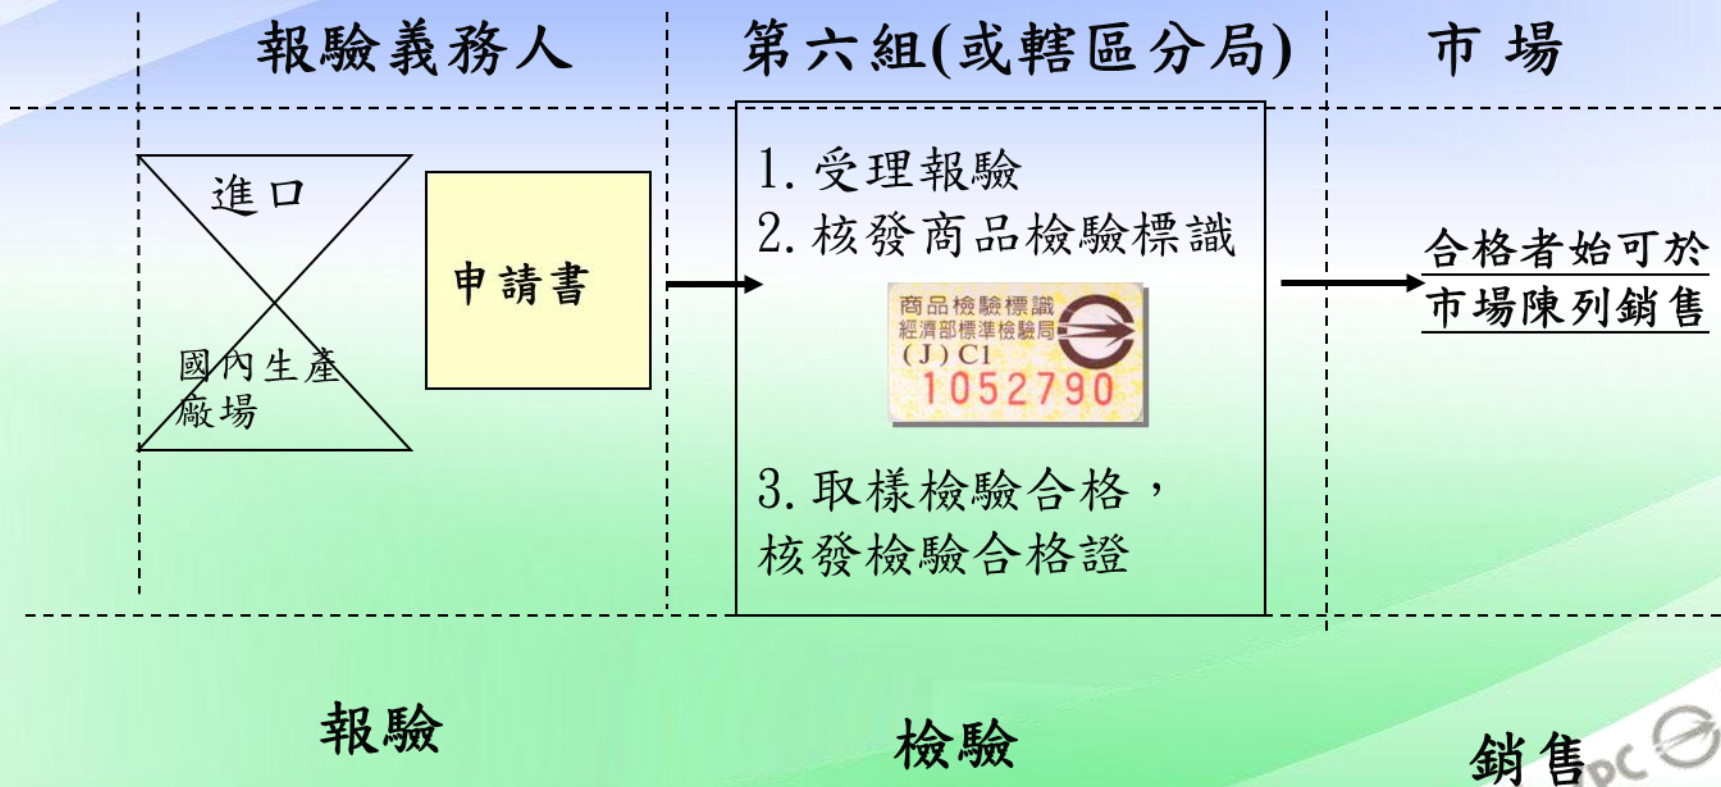 報驗義務人
第六組(或轄區分局)
市場
進口
國內生產
廠場
申請書
1.受理報驗
2.核發商品檢驗標識
商品檢驗標識
經濟部標準檢驗局
(J)C1
1052790
3.取樣檢驗合格，
核發檢驗合格證
合格者始可於
市場陳列銷售
報驗
檢驗
銷售